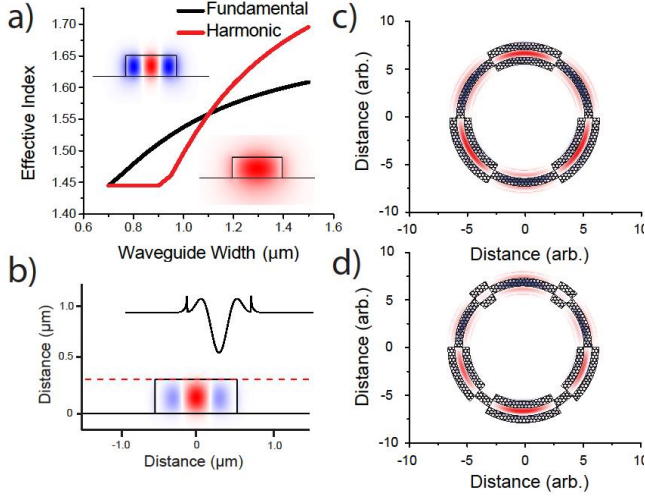 a)
Fundamental
Harmonic
1.70
1.65
1.60
1.55
1.50
1.45
1.40
Effective Index
0.6 0.8 1.0 1.2 1.4 1.6
Waveguide Width (μm)
b)
1.0
0.5
0
Distance (μm)
-1.0 0 1.0
Distance (μm)
c)
10
5
0
-5
-10
Distance (arb.)
-10 -5 0 5 10
Distance (arb.)
d)
10
5
0
-5
-10
Distance (arb.)
-10 -5 0 5 10
Distance (arb.)